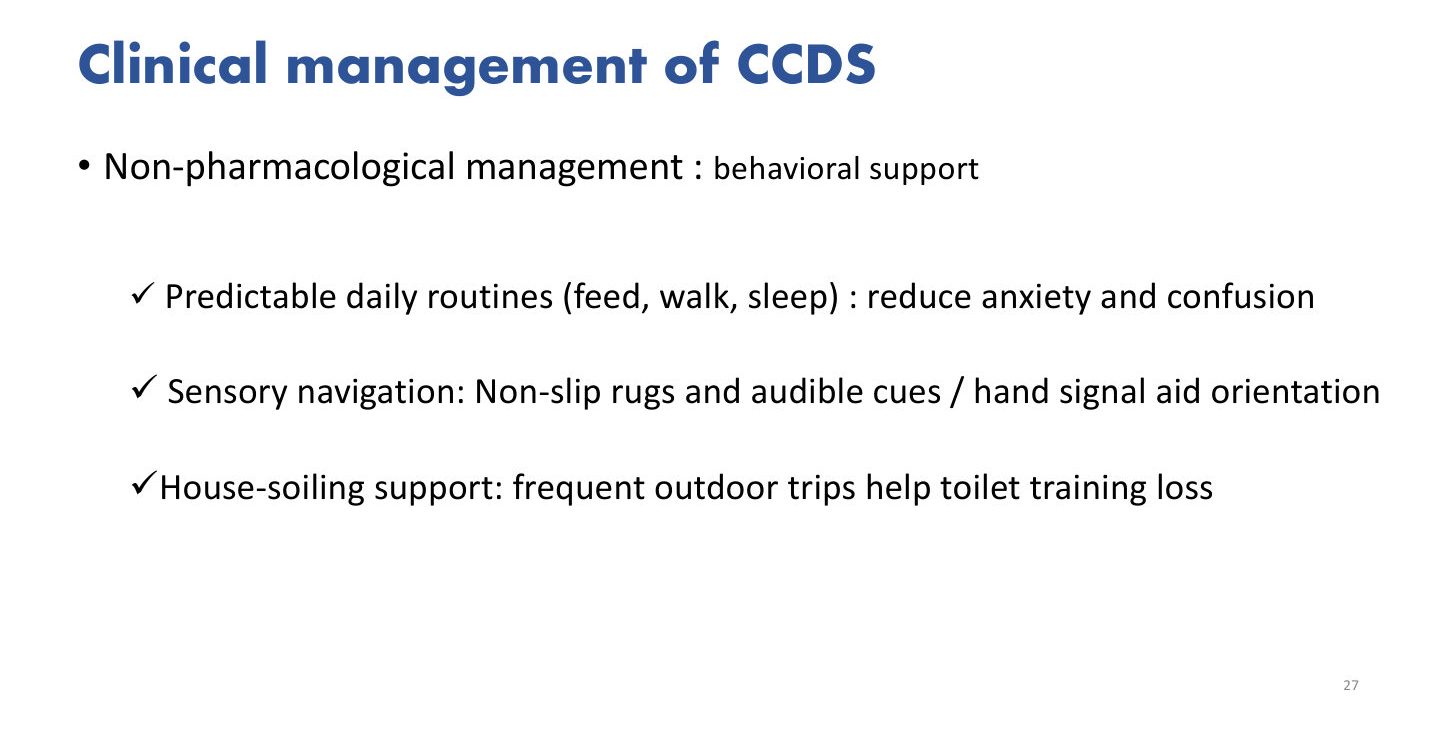 Clinical management of CCDS
• Non-pharmacological management : behavioral support
✓ Predictable daily routines (feed, walk, sleep) : reduce anxiety and confusion
✓ Sensory navigation: Non-slip rugs and audible cues / hand signal aid orientation
✓House-soiling support: frequent outdoor trips help toilet training loss
27